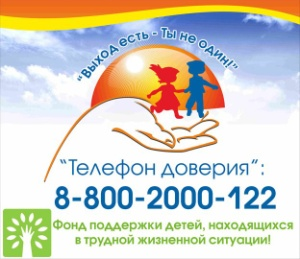 "Выход есть - Ты не один!"
"Телефон доверия":
8-800-2000-122
Фонд поддержки детей, находящихся
в трудной жизненной ситуации!